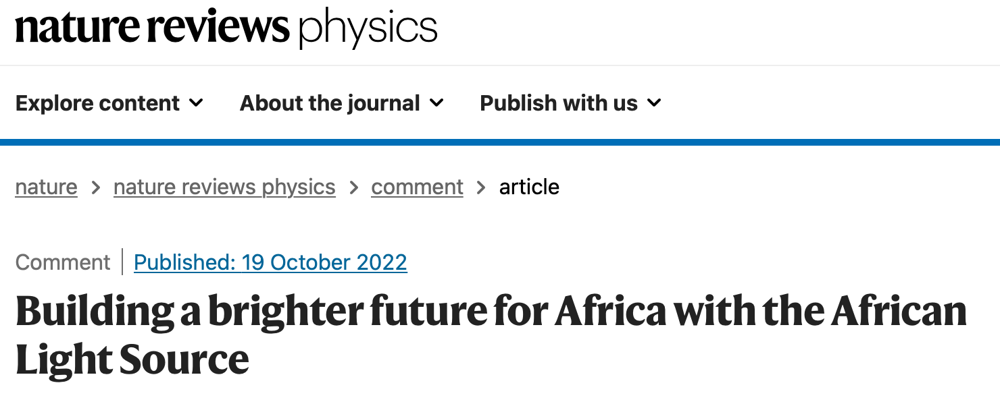 nature reviews physics
Explore content About the journal Publish with us
nature > nature reviews physics > comment > article
Comment | Published: 19 October 2022
Building a brighter future for Africa with the African
Light Source